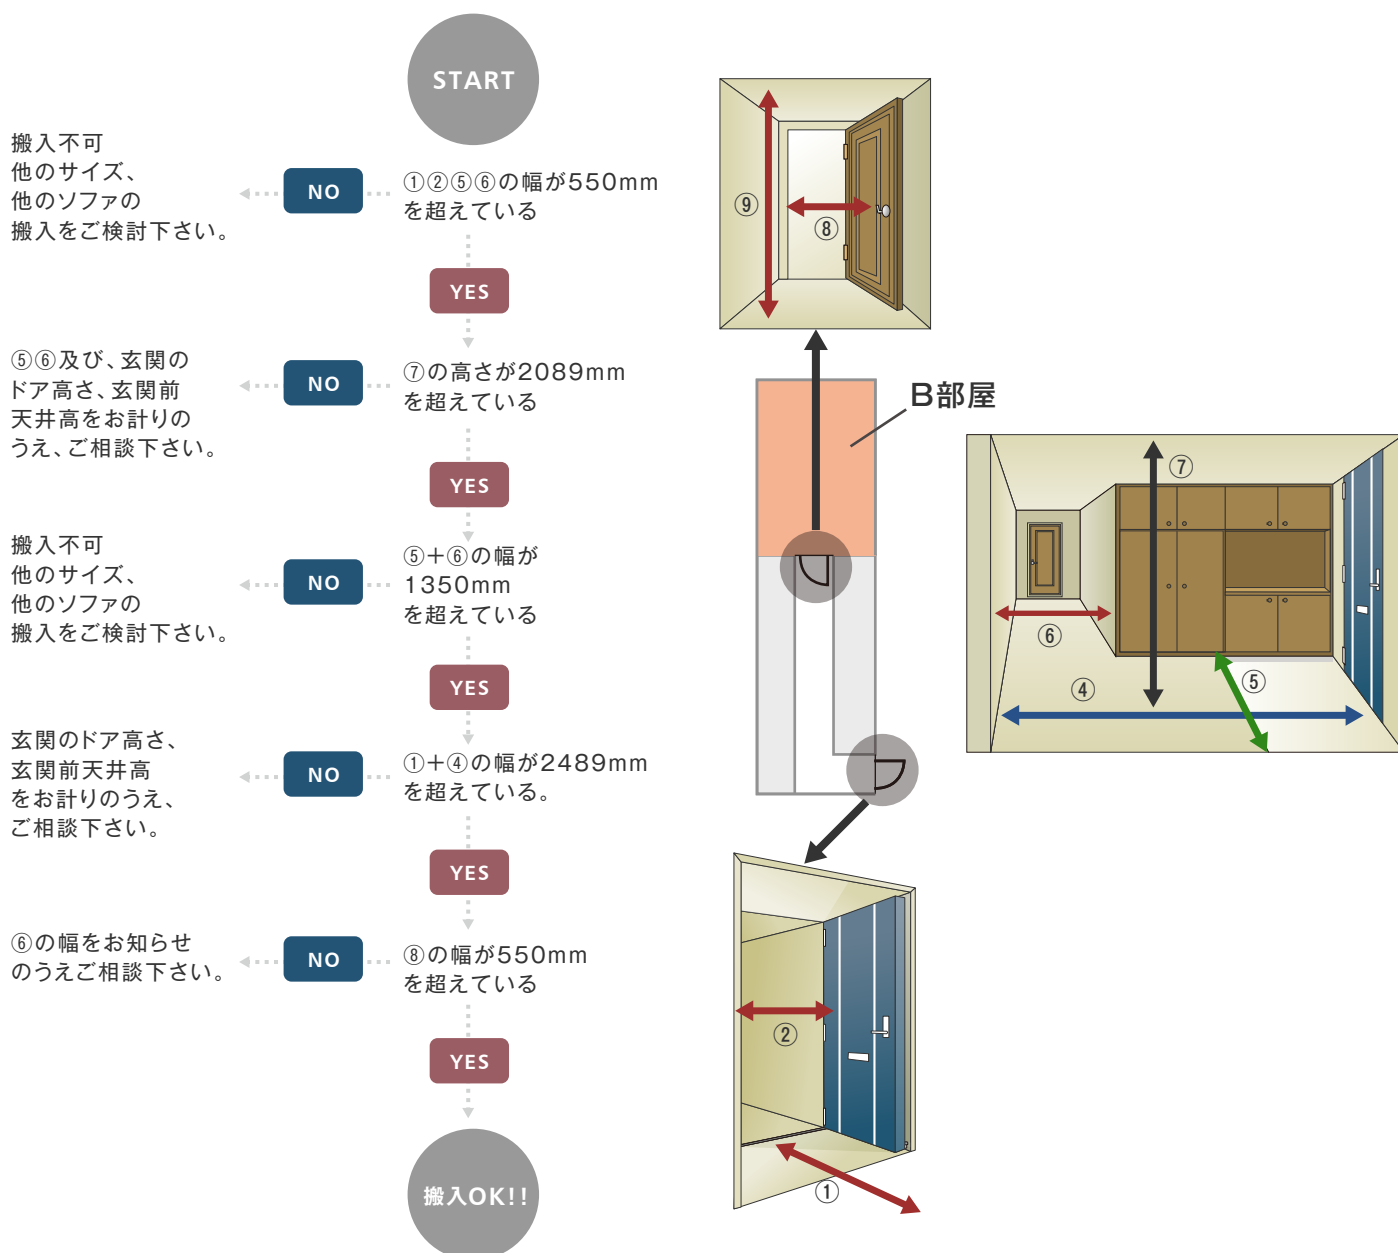 START
①②⑤⑥の幅が550mm
を超えている
NO
搬入不可
他のサイズ、
他のソファの
搬入をご検討下さい。
YES
⑦の高さが2089mm
を超えている
NO
⑤⑥及び、玄関の
ドア高さ、玄関前
天井高をお計りの
うえ、ご相談下さい。
YES
⑤+⑥の幅が
1350mm
を超えている
NO
搬入不可
他のサイズ、
他のソファの
搬入をご検討下さい。
YES
①+④の幅が2489mm
を超えている。
NO
玄関のドア高さ、
玄関前天井高
をお計りのうえ、
ご相談下さい。
YES
⑧の幅が550mm
を超えている
NO
⑥の幅をお知らせ
のうえご相談下さい。
YES
搬入OK!!
⑨
⑧
B部屋
⑦
⑥
④
⑤
②
①